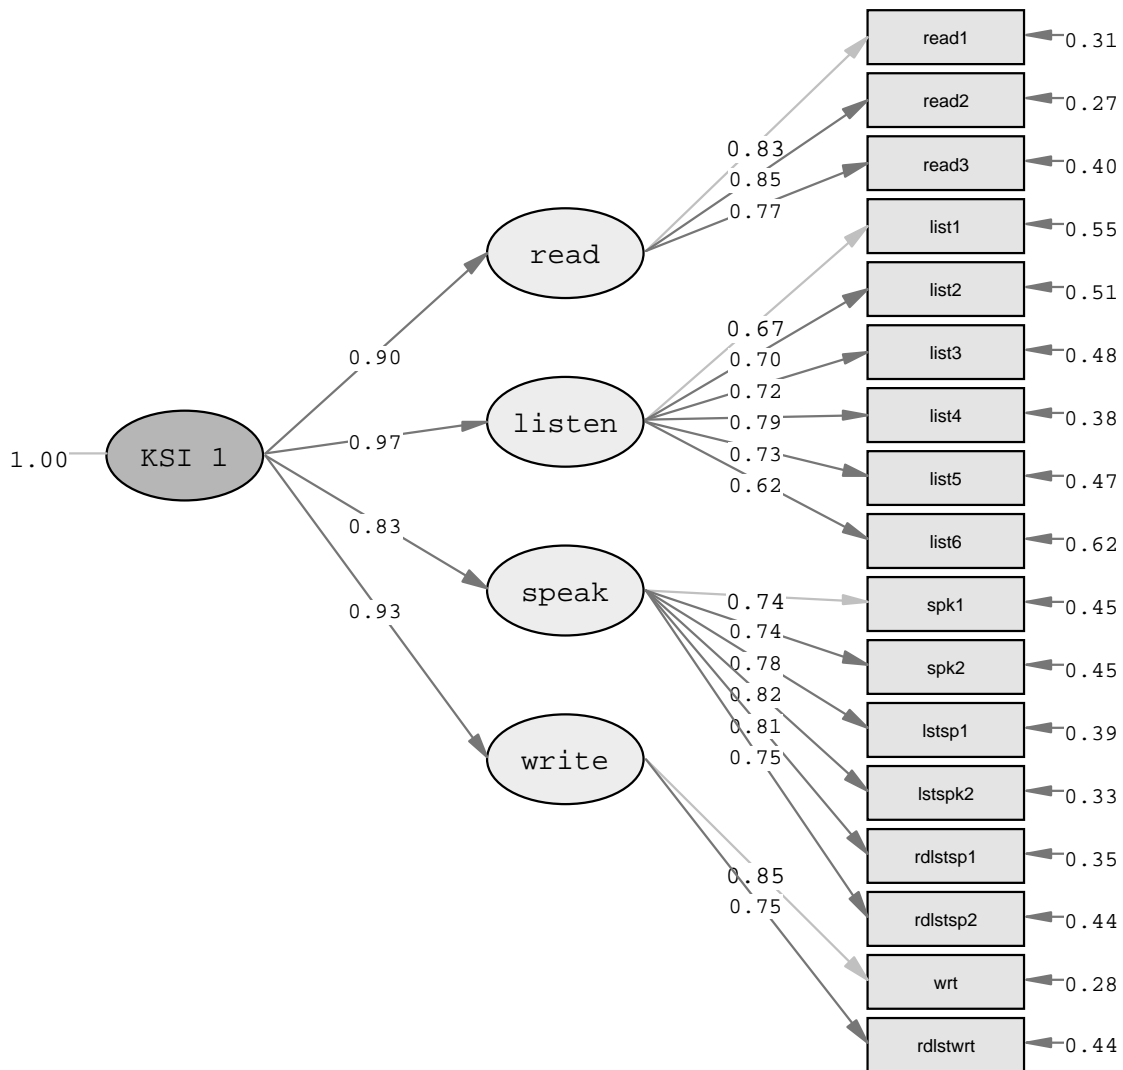 read1
0.31
read2
0.27
0.83
read3
0.40
0.85
0.77
list1
0.55
read
list2
0.51
0.67
list3
0.48
0.90
0.70
0.72
list4
0.38
listen
0.79
0.97
1.00
KSI 1
0.73
list5
0.47
0.62
0.83
list6
0.62
speak
0.74
spk1
0.45
0.93
0.74
0.78
spk2
0.45
0.82
0.81
lstsp1
0.39
0.75
write
lstspk2
0.33
rdlstsp1
0.35
0.85
0.75
rdlstsp2
0.44
wrt
0.28
rdlstwrt
0.44